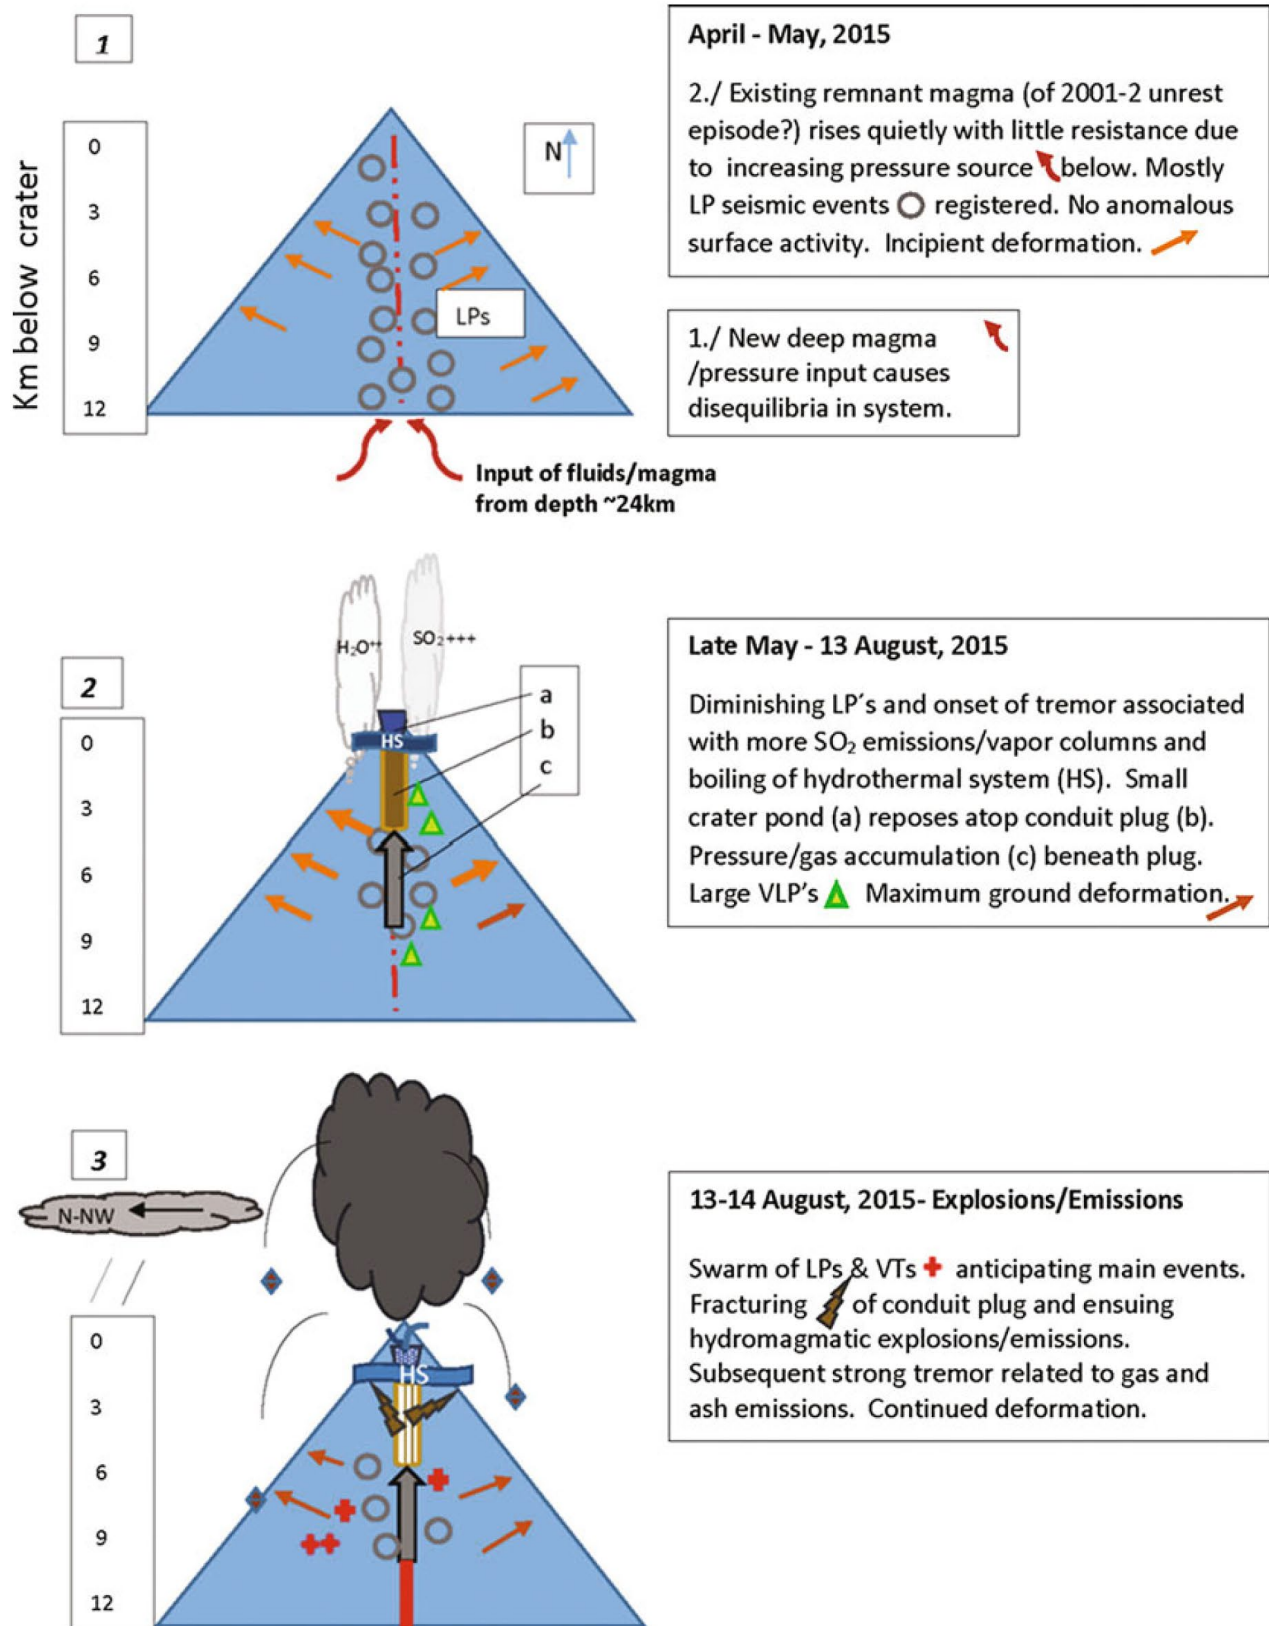 1
Km below crater
0
3
6
9
12
N
LPs
Input of fluids/magma
from depth ~24km
April - May, 2015
2./ Existing remnant magma (of 2001-2 unrest
episode?) rises quietly with little resistance due
to increasing pressure source below. Mostly
LP seismic events registered. No anomalous
surface activity. Incipient deformation.
1./ New deep magma
/pressure input causes
disequilibria in system.
2
0
3
6
9
12
H₂O⁺⁺
SO₂+++
HS
a
b
c
Late May - 13 August, 2015
Diminishing LP´s and onset of tremor associated
with more SO₂ emissions/vapor columns and
boiling of hydrothermal system (HS). Small
crater pond (a) reposes atop conduit plug (b).
Pressure/gas accumulation (c) beneath plug.
Large VLP's Maximum ground deformation.
3
N-NW
0
3
6
9
12
HS
13-14 August, 2015- Explosions/Emissions
Swarm of LPs & VTs anticipating main events.
Fracturing of conduit plug and ensuing
hydromagmatic explosions/emissions.
Subsequent strong tremor related to gas and
ash emissions. Continued deformation.